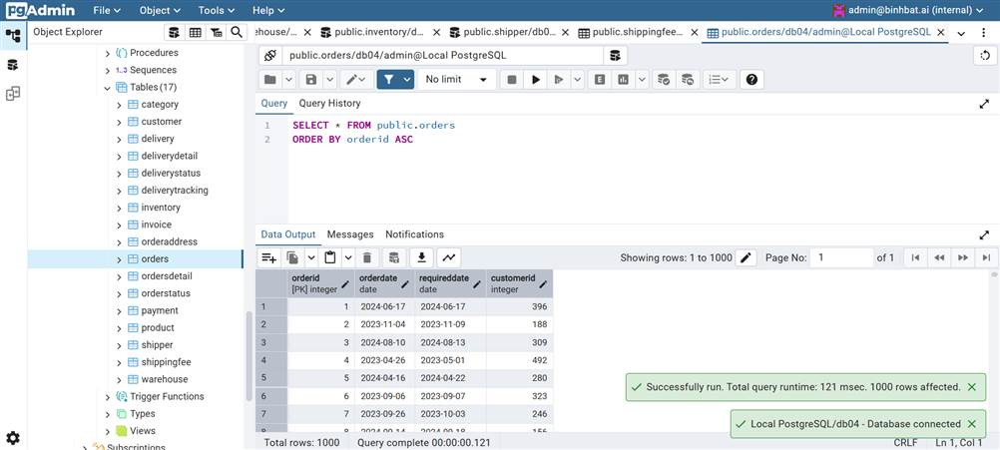 pgAdmin File Object Tools Help admin@binhbat.ai (internal)
Object Explorer
ehouse/... public.inventory/d... public.shipper/db0... public.shippingfee... public.orders/db04/admin@Local PostgreSQL
public.orders/db04/admin@Local PostgreSQL
No limit
Query Query History
1 SELECT * FROM public.orders
2 ORDER BY orderid ASC
Procedures
1..3 Sequences
Tables (17)
category
customer
delivery
deliverydetail
deliverystatus
deliverytracking
inventory
invoice
orderaddress
orders
ordersdetail
orderstatus
payment
product
shipper
shippingfee
warehouse
Trigger Functions
Types
Views
Subscriptions
Data Output Messages Notifications
Showing rows: 1 to 1000 Page No: 1 of 1
orderid orderdate requireddate customerid
[PK] integer date date integer
1 1 2024-06-17 2024-06-17 396
2 2 2023-11-04 2023-11-09 188
3 3 2024-08-10 2024-08-13 309
4 4 2023-04-26 2023-05-01 492
5 5 2024-04-16 2024-04-22 280
6 6 2023-09-06 2023-09-07 323
7 7 2023-09-26 2023-10-03 246
8 8 2024-09-14 2024-09-18 156
Successfully run. Total query runtime: 121 msec. 1000 rows affected.
Local PostgreSQL/db04 - Database connected
Total rows: 1000 Query complete 00:00:00.121 CRLF Ln 1, Col 1